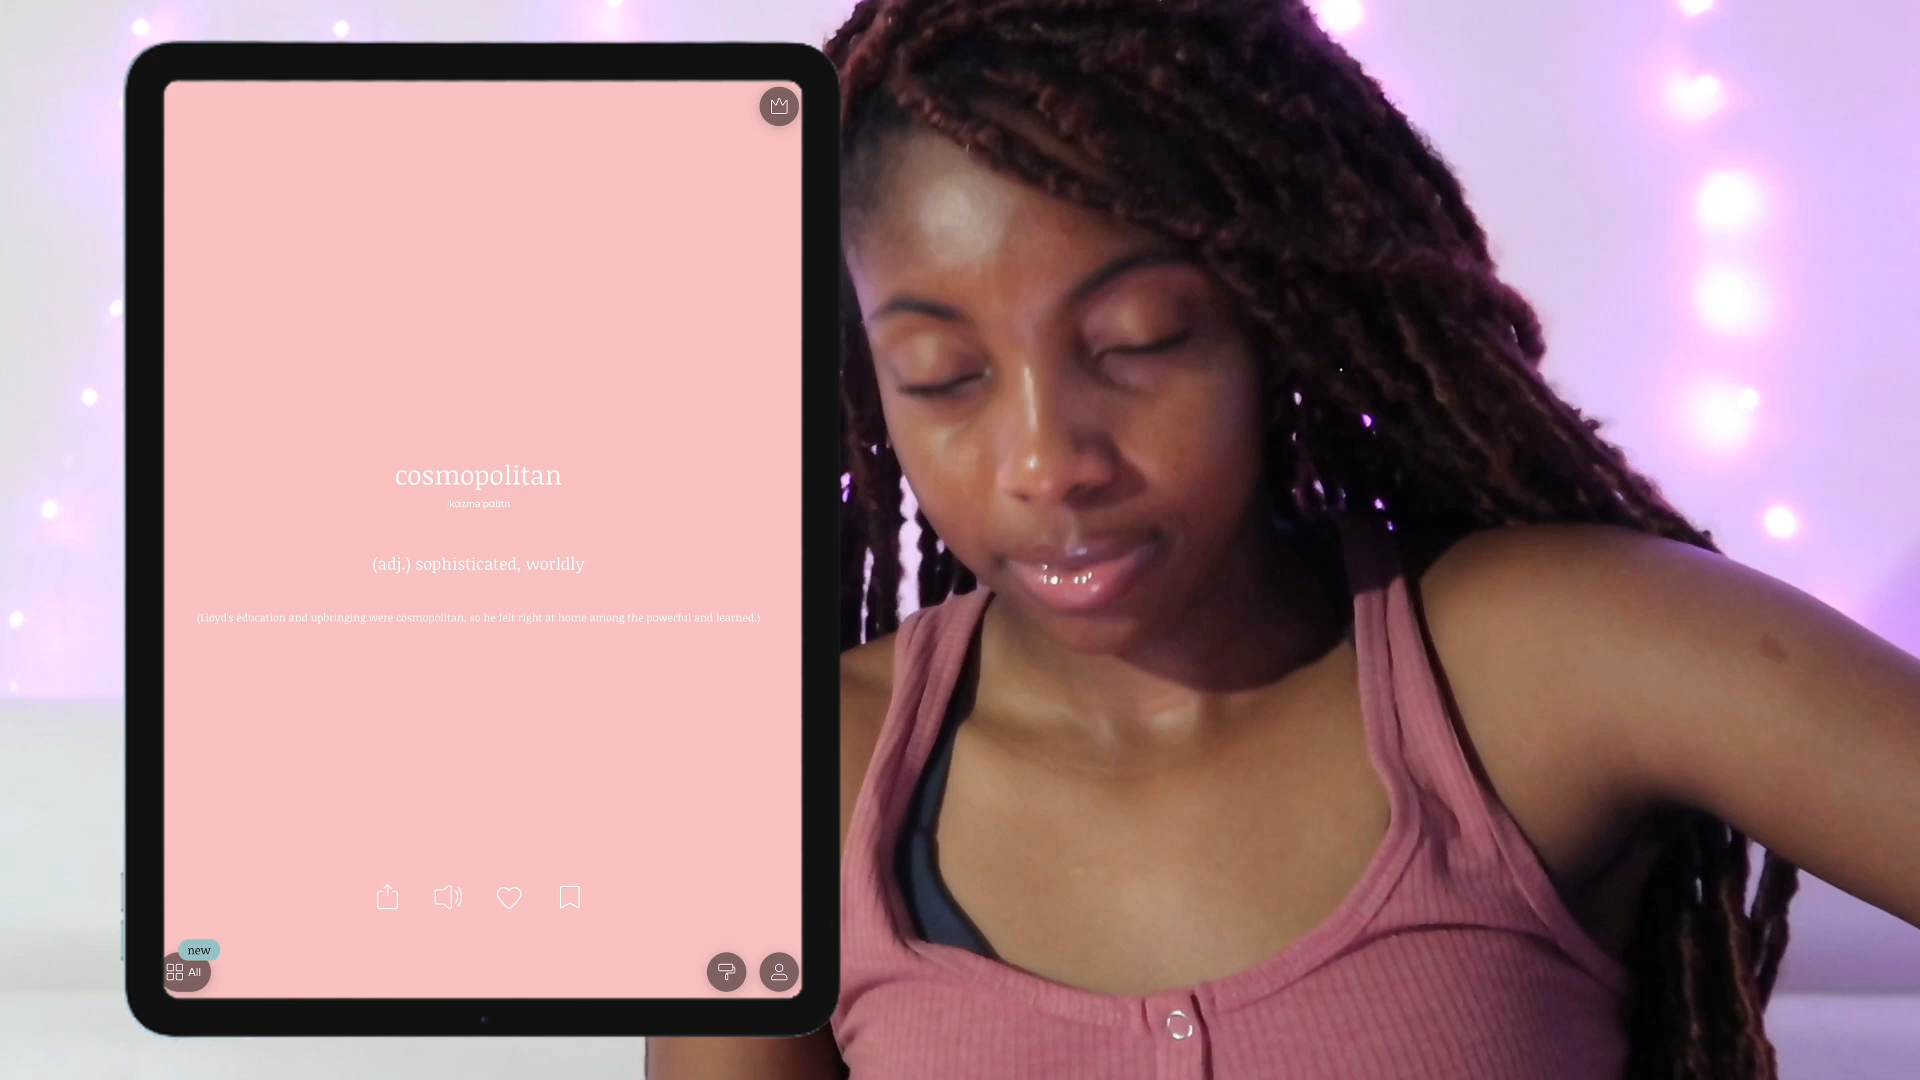 cosmopolitan
(adj.) sophisticated, worldly
(Lloyd's education and upbringing were cosmopolitan, so he felt right at home among the powerful and learned.)
new
All